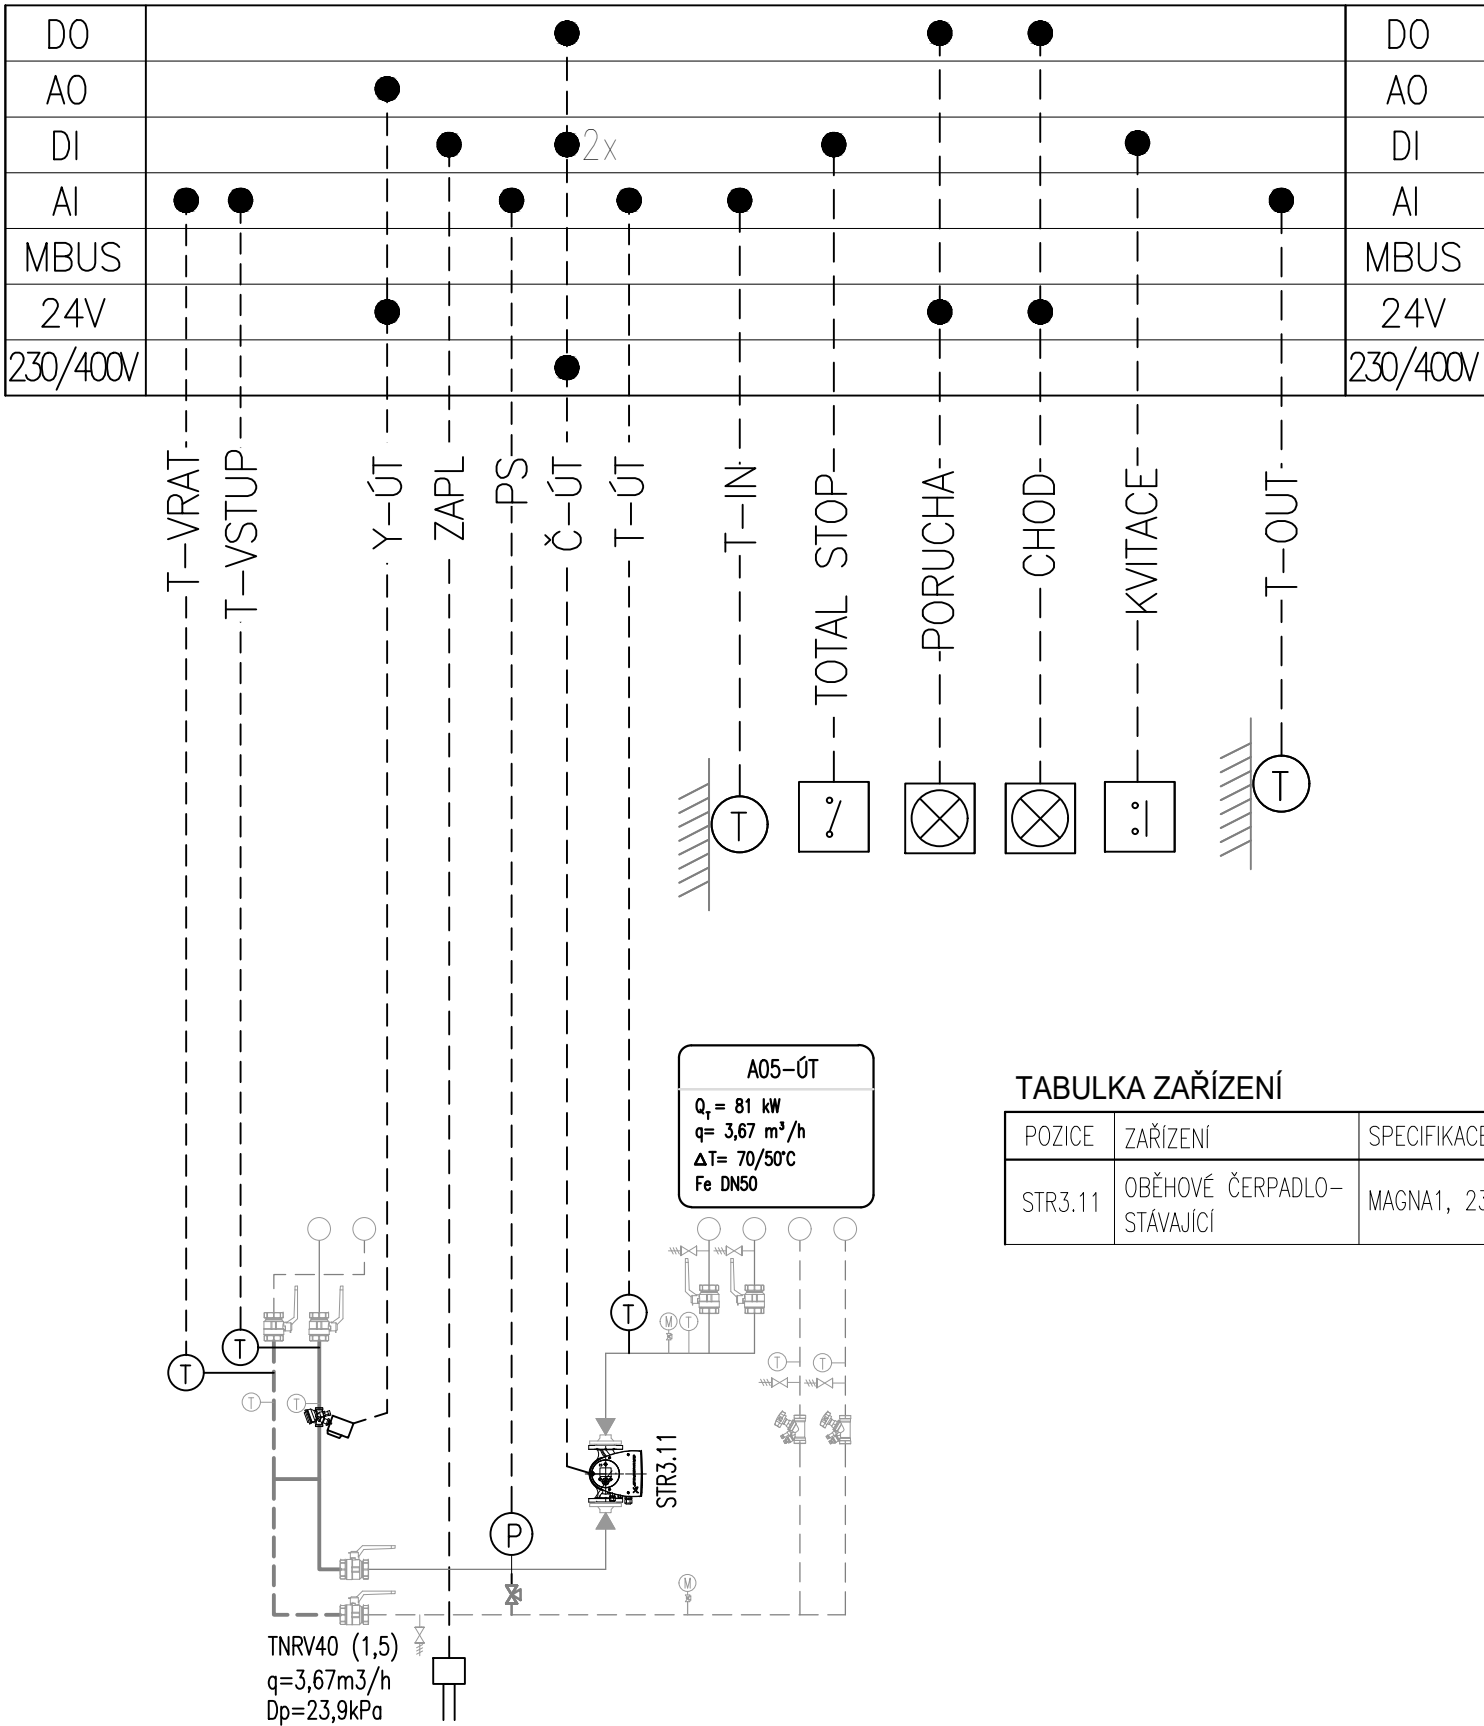 DO DO
AO AO
DI 2x DI
AI AI
MBUS MBUS
24V 24V
230/400V 230/400V
T-VRAT
T-VSTUP
Y-ÚT
ZAPL
PS
Č-ÚT
T-ÚT
T-IN
TOTAL STOP
PORUCHA
CHOD
KVITACE
T-OUT
T T
A05-ÚT
QT = 81 kW
q= 3,67 m³/h
ΔT= 70/50°C
Fe DN50
TABULKA ZAŘÍZENÍ
POZICE ZAŘÍZENÍ SPECIFIKACE
STR3.11 OBĚHOVÉ ČERPADLO-
STÁVAJÍCÍ
MAGNA1, 23
T
M T
T
T
T T
T T
STR3.11
P
M
TNRV40 (1,5)
q=3,67m3/h
Dp=23,9kPa